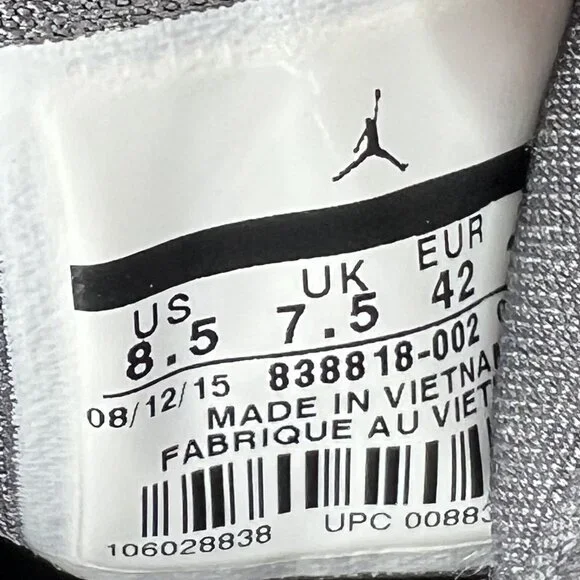 US UK EUR
8.5 7.5 42
08/12/15 838818-002
MADE IN VIETNAM
FABRIQUE AU
106028838 UPC 00883